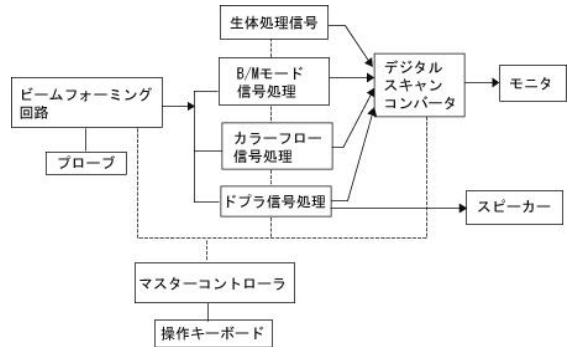 生体処理信号
B/Mモード
信号処理
デジタル
スキャン
コンバータ
モニタ
ビームフォーミング
回路
カラーフロー
信号処理
プローブ
ドプラ信号処理
スピーカー
マスターコントローラ
操作キーボード